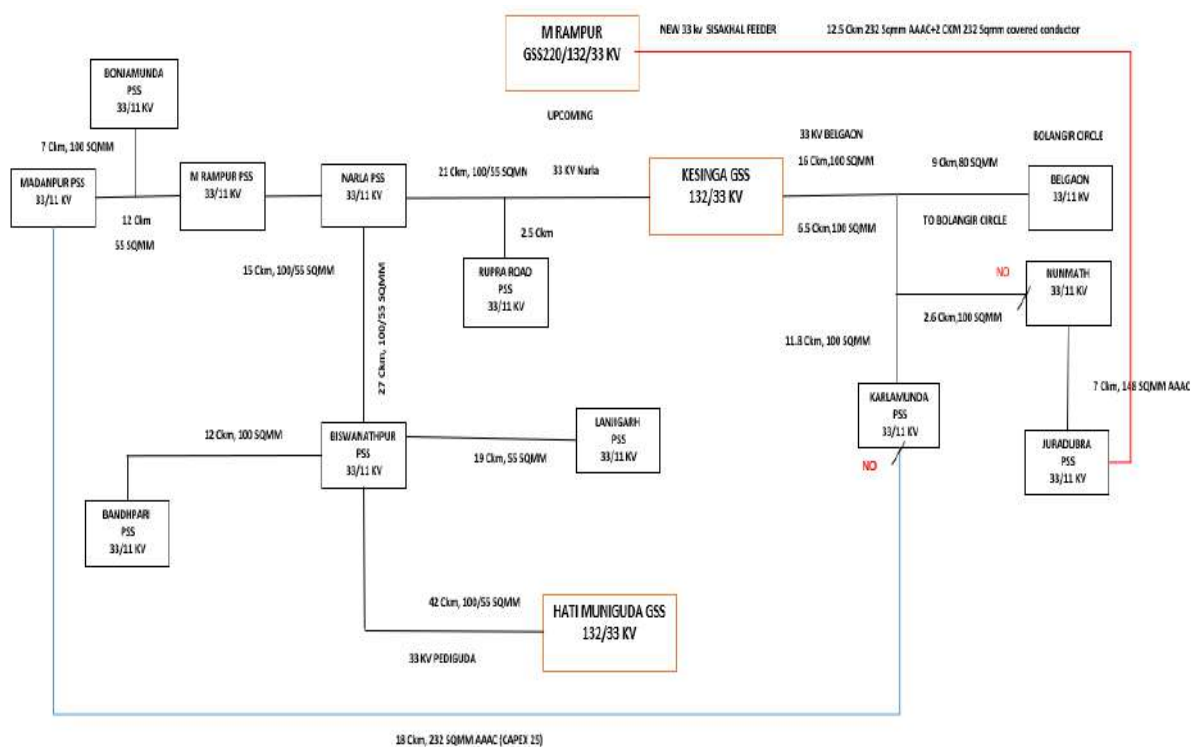 M RAMPUR
GSS220/132/33 KV
NEW 33 kv SISAKHAL FEEDER
12.5 Ckm 232 Sqmm AAAC+2 CKM 232 Sqmm covered conductor
BONIAMUNDA
PSS
33/11 KV
UPCOMING
7 Ckm, 100 SQMM
MADANPUR PSS
33/11 KV
M RAMPUR PSS
33/11 KV
NARLA PSS
33/11 KV
21 Ckm, 100/55 SQMN
33 KV Narla
KESINGA GSS
132/33 KV
33 KV BELGAON
16 Ckm,100 SQMM
BOLANGIR CIRCLE
9 Ckm,80 SQMM
BELGAON
33/11 KV
12 Ckm
55 SQMM
2.5 Ckm
6.5 Ckm,100 SQMM
TO BOLANGIR CIRCLE
15 Ckm, 100/55 SQMM
27 Ckm, 100/55 SQMM
RUPRA ROAD
PSS
33/11 KV
NO
NUNMATH
33/11 KV
2.6 Ckm,100 SQMM
11.8 Ckm, 100 SQMM
7 Ckm, 148 SQMM AAAC
KARLAMUNDA
PSS
33/11 KV
NO
JURADUBRA
PSS
33/11 KV
12 Ckm, 100 SQMM
BISWANATHPUR
PSS
33/11 KV
19 Ckm, 55 SQMM
LANJIGARH
PSS
33/11 KV
BANDHPARI
PSS
33/11 KV
42 Ckm, 100/55 SQMM
HATI MUNIGUDA GSS
132/33 KV
33 KV PEDIGUDA
18 Ckm, 232 SQMM AAAC (CAPEX 25)